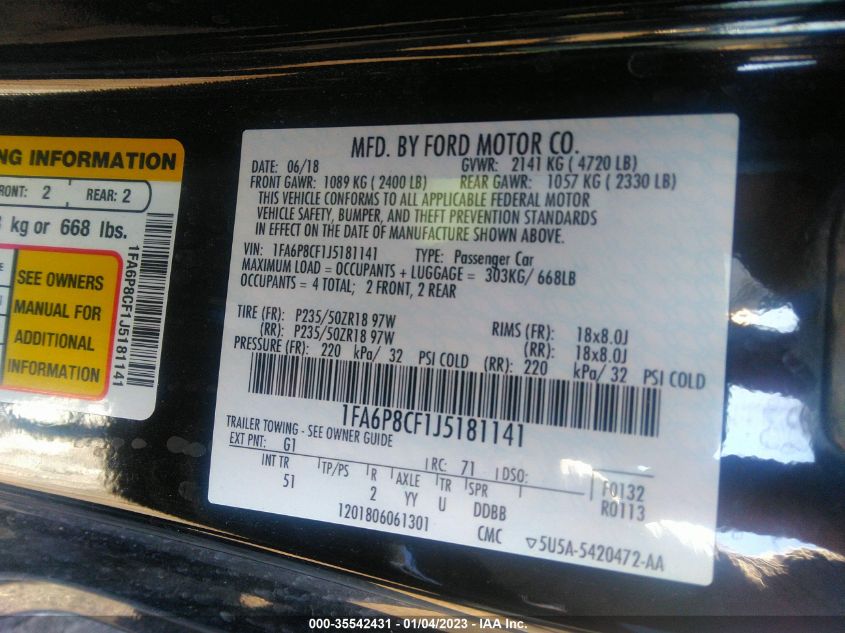 NG INFORMATION
RONT: 2 REAR: 2
kg or 668 lbs.
SEE OWNERS
MANUAL FOR
ADDITIONAL
INFORMATION
1FA6P8CF1J5181141
MFD. BY FORD MOTOR CO.
DATE: 06/18 GVWR: 2141 KG ( 4720 LB)
FRONT GAWR: 1089 KG ( 2400 LB) REAR GAWR: 1057 KG ( 2330 LB)
THIS VEHICLE CONFORMS TO ALL APPLICABLE FEDERAL MOTOR
VEHICLE SAFETY, BUMPER, AND THEFT PREVENTION STANDARDS
IN EFFECT ON THE DATE OF MANUFACTURE SHOWN ABOVE.
VIN: 1FA6P8CF1J5181141 TYPE: Passenger Car
MAXIMUM LOAD = OCCUPANTS + LUGGAGE = 303KG/ 668LB
OCCUPANTS = 4 TOTAL; 2 FRONT, 2 REAR
TIRE (FR): P235/50ZR18 97W RIMS (FR): 18x8.0J
(RR): P235/50ZR18 97W (RR): 18x8.0J
PRESSURE (FR): 220 kPa/ 32 PSI COLD (RR): 220 kPa/ 32 PSI COLD
1FA6P8CF1J5181141
TRAILER TOWING - SEE OWNER GUIDE
EXT PNT: G1 RC: 71 DSO: F0132
INT TR TP/PS R AXLE TR SPR R0113
51 2 YY U DDBB
1201806061301 CMC ▽5U5A-5420472-AA
000-35542431 - 01/04/2023 - IAA Inc.